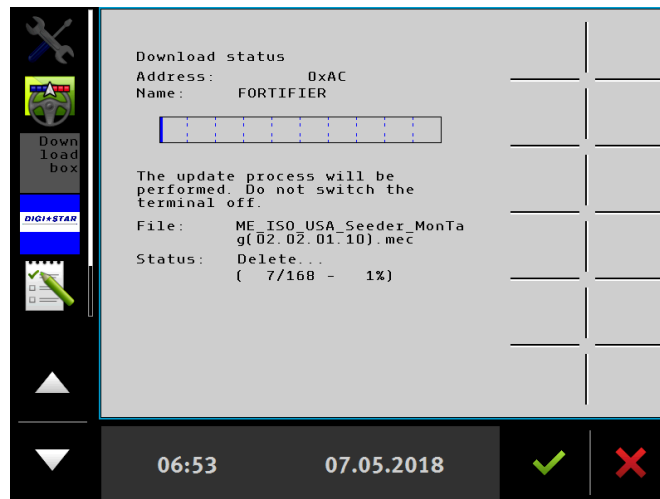 Download status
Address: 0xAC
Name: FORTIFIER
Down
load
box
The update process will be
performed. Do not switch the
terminal off.
DIGI★STAR
File: ME_ISO_USA_Seeder_MonTa
g(02.02.01.10).mec
Status: Delete...
( 7/168 - 1%)
06:53 07.05.2018